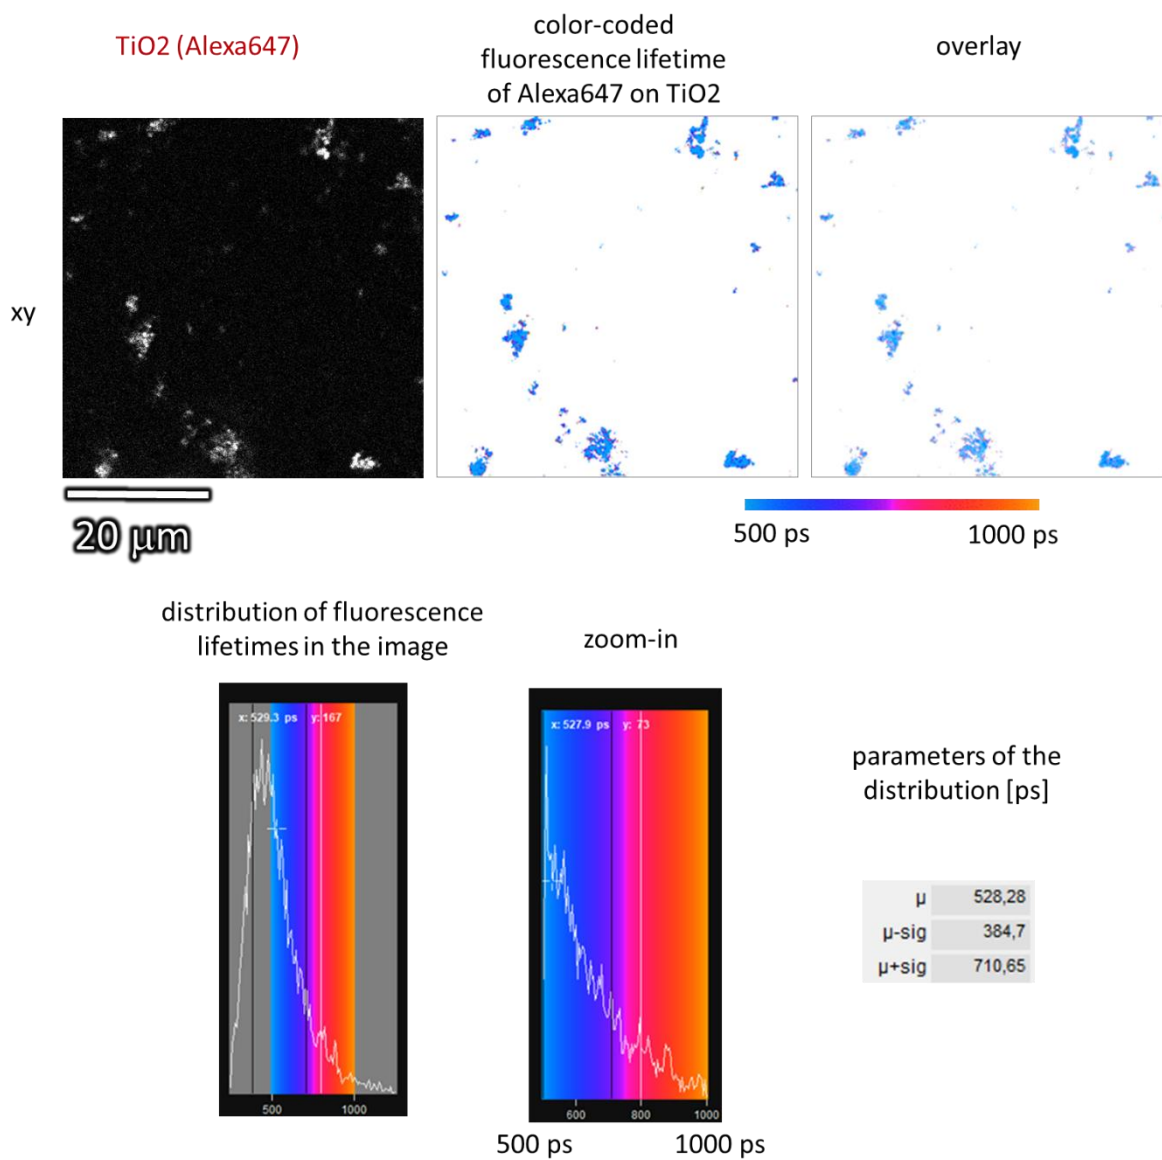 TiO2 (Alexa647)
color-coded
fluorescence lifetime
of Alexa647 on TiO2
overlay
xy
20 μm
500 ps
1000 ps
distribution of fluorescence
lifetimes in the image
zoom-in
x: 529.3 ps y: 167
500
1000
x: 527.9 ps y: 73
600
800
1000
500 ps
1000 ps
parameters of the
distribution [ps]
μ 528,28
μ-sig 384,7
μ+sig 710,65